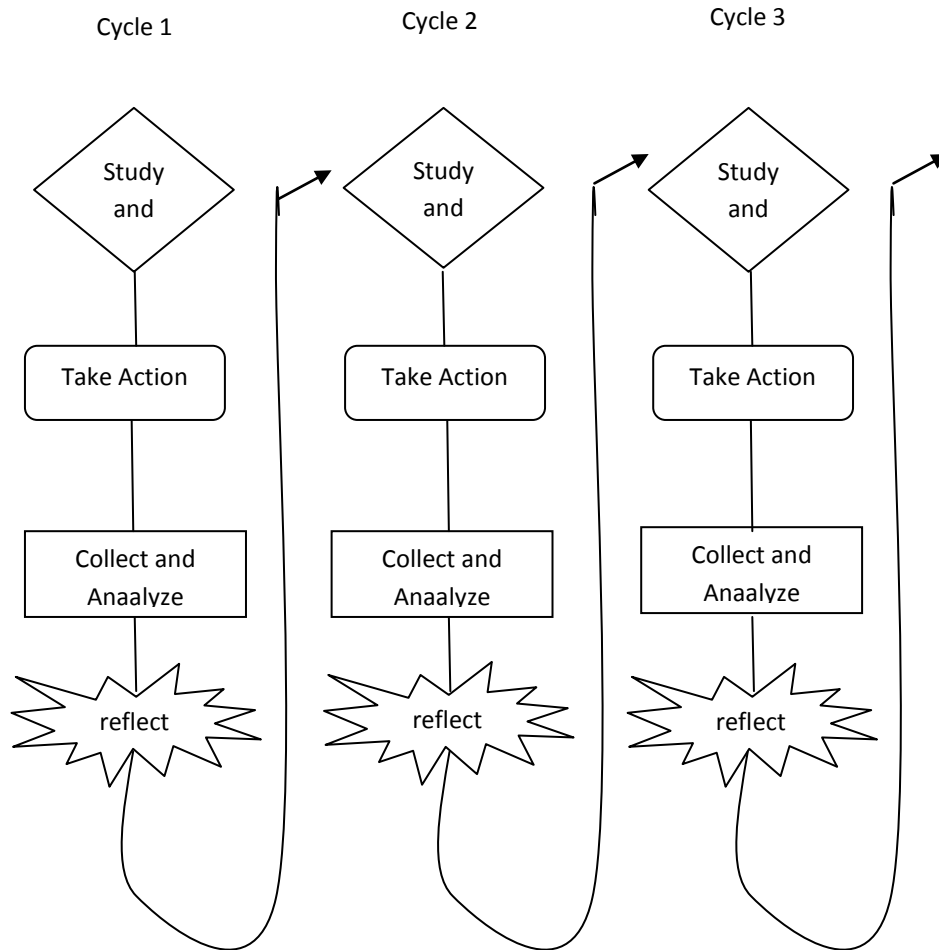 Cycle 1
Cycle 2
Cycle 3
Study
and
Study
and
Study
and
Take Action
Take Action
Take Action
Collect and
Anaalyze
Collect and
Anaalyze
Collect and
Anaalyze
reflect
reflect
reflect